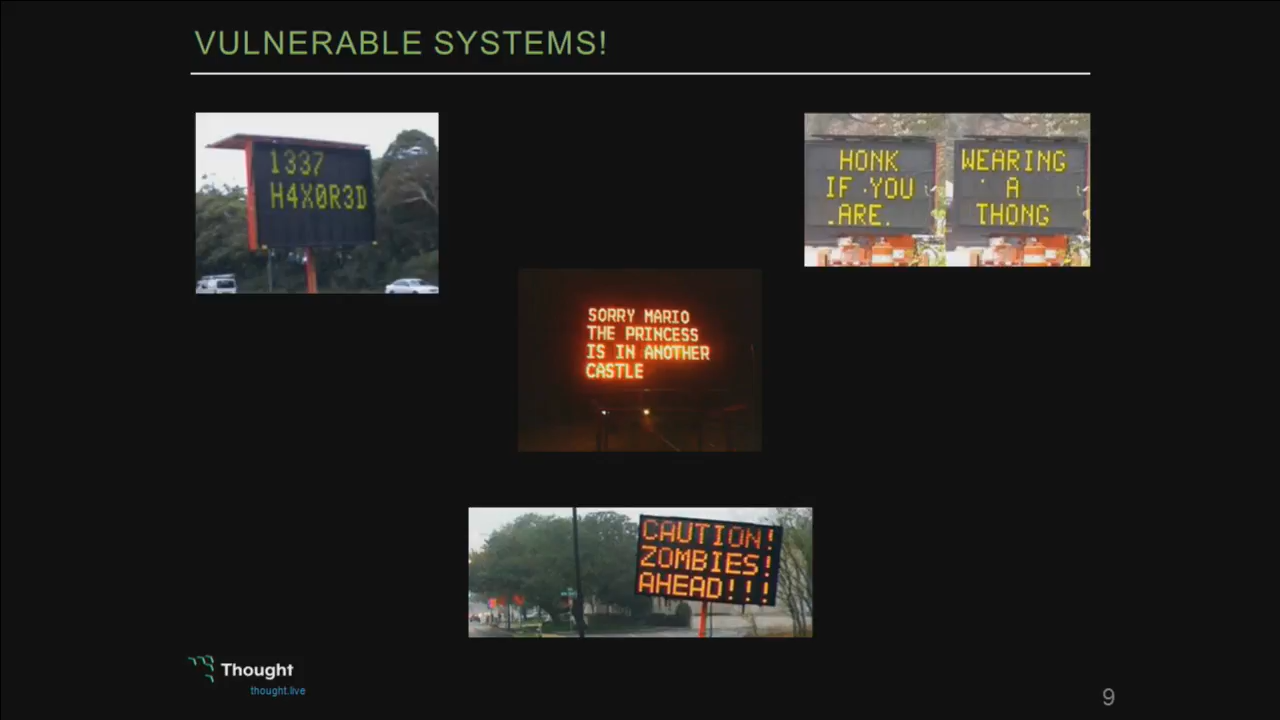 VULNERABLE SYSTEMS!
1337
H4X0R3D
HONK
IF YOU
ARE
WEARING
A
THONG
SORRY MARIO
THE PRINCESS
IS IN ANOTHER
CASTLE
CAUTION!
ZOMBIES!
AHEAD!!!
Thought
thought.live
9